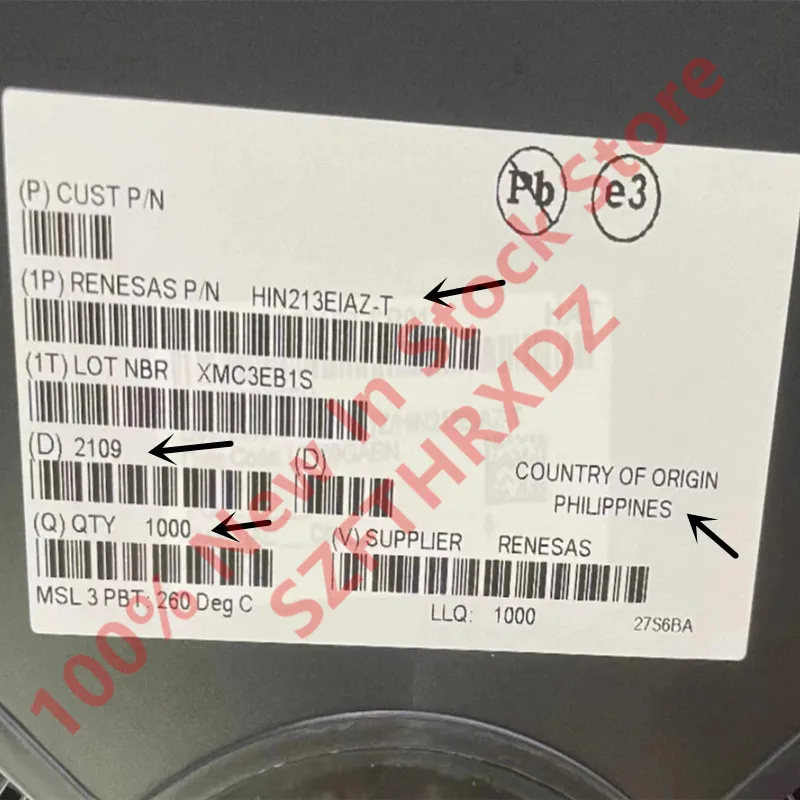 (P) CUST P/N
Pb
e3
(1P) RENESAS P/N HIN213EIAZ-T
(1T) LOT NBR XMC3EB1S
(D) 2109
(D)
COUNTRY OF ORIGIN
PHILIPPINES
(Q) QTY 1000
(V) SUPPLIER RENESAS
MSL 3 PBT: 260 Deg C
LLQ: 1000
27S6BA
100% New In Stock Store
SZFTHRXDZ